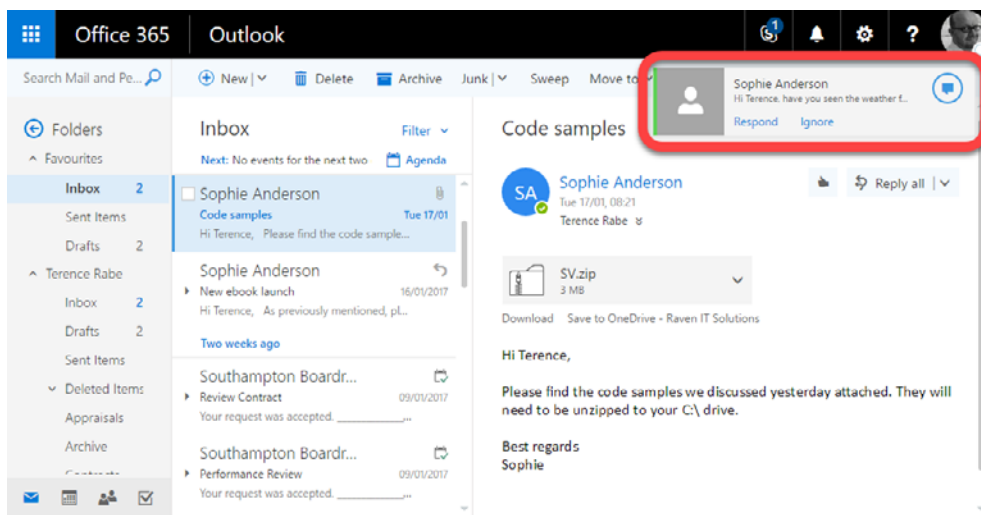 Office 365
Outlook
1
?
Search Mail and Pe...
New
Delete
Archive
Junk
Sweep
Move to
Sophie Anderson
Hi Terence, have you seen the weather f...
Respond Ignore
Folders
Favourites
Inbox 2
Sent Items
Drafts 2
Terence Rabe
Inbox 2
Drafts 2
Sent Items
Deleted Items
Appraisals
Archive
Contracts
Inbox
Filter
Next: No events for the next two
Agenda
Sophie Anderson
Code samples Tue 17/01
Hi Terence, Please find the code sample...
Sophie Anderson
New ebook launch 16/01/2017
Hi Terence, As previously mentioned, pl...
Two weeks ago
Southampton Boardr...
Review Contract 09/01/2017
Your request was accepted. ___________...
Southampton Boardr...
Performance Review 09/01/2017
Your request was accepted. ___________...
Code samples
SA
Sophie Anderson
Tue 17/01, 08:21
Terence Rabe
Reply all
SV.zip
3 MB
Download Save to OneDrive - Raven IT Solutions
Hi Terence,
Please find the code samples we discussed yesterday attached. They will
need to be unzipped to your C:\ drive.
Best regards
Sophie